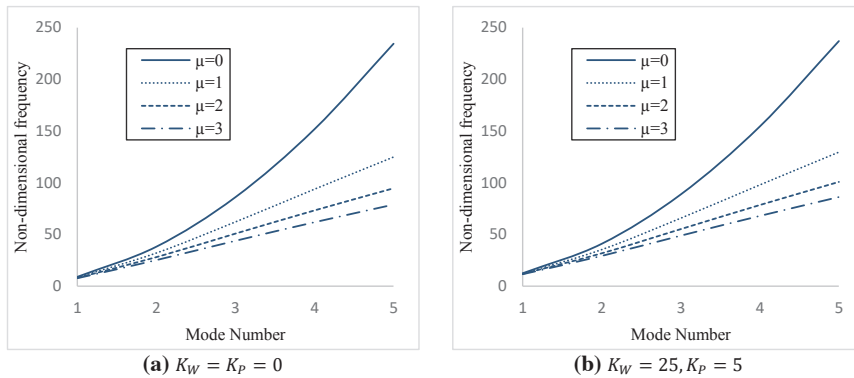 250
200
150
100
50
0
Non-dimensional frequency
μ=0
μ=1
μ=2
μ=3
1 2 3 4 5
Mode Number
(a) K_W = K_P = 0
250
200
150
100
50
0
Non-dimensional frequency
μ=0
μ=1
μ=2
μ=3
1 2 3 4 5
Mode Number
(b) K_W = 25, K_P = 5